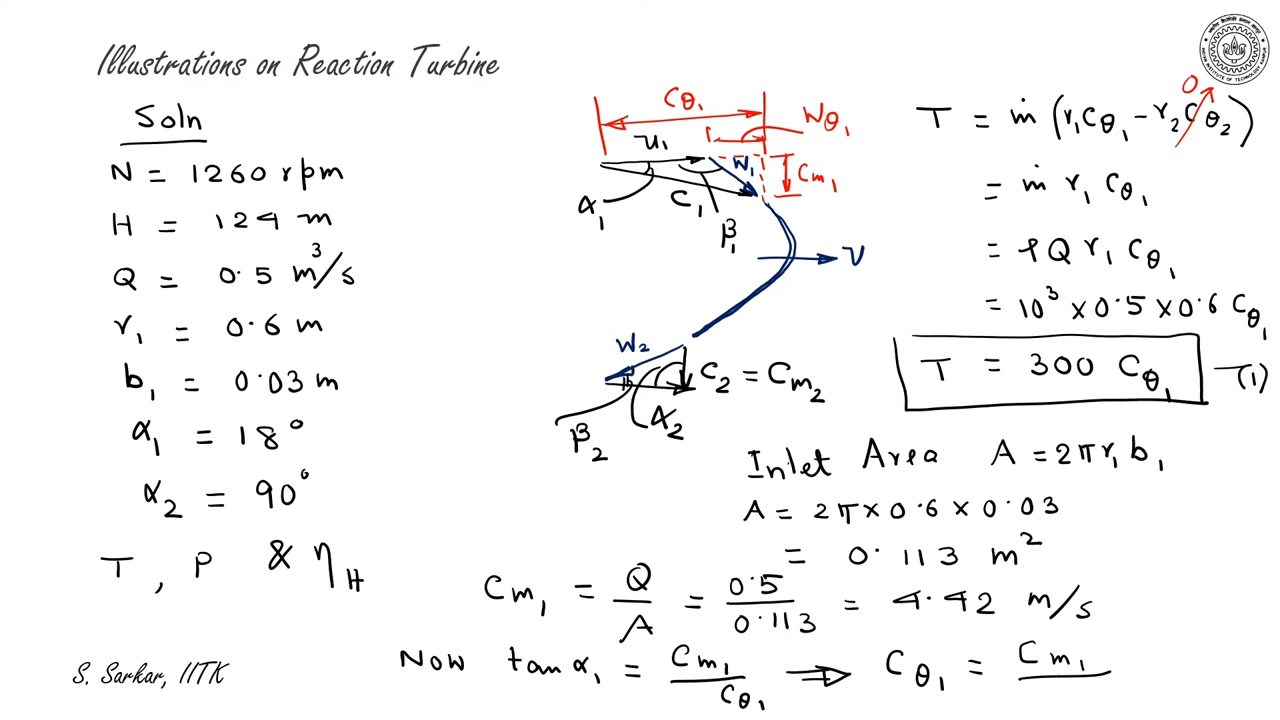 Illustrations on Reaction Turbine
Soln
N = 1260 rpm
H = 124 m
Q = 0.5 m³/s
r₁ = 0.6 m
b₁ = 0.03 m
α₁ = 18°
α₂ = 90°
T, P & η_H
S. Sarkar, IITK
Cθ₁
Wθ₁
u₁
W₁
Cm₁
α₁
C₁
β₁
ν
W₂
C₂ = Cm₂
β₂
α₂
0
T = ṁ (r₁Cθ₁ − r₂Cθ₂)
= ṁ r₁ Cθ₁
= ρQ r₁ Cθ₁
= 10³ × 0.5 × 0.6 Cθ₁
T = 300 Cθ₁ —(1)
Inlet Area A = 2πr₁b₁
A = 2π × 0.6 × 0.03
= 0.113 m²
Cm₁ = Q/A = 0.5/0.113 = 4.42 m/s
Now tan α₁ = Cm₁/Cθ₁ ⟹ Cθ₁ = Cm₁/